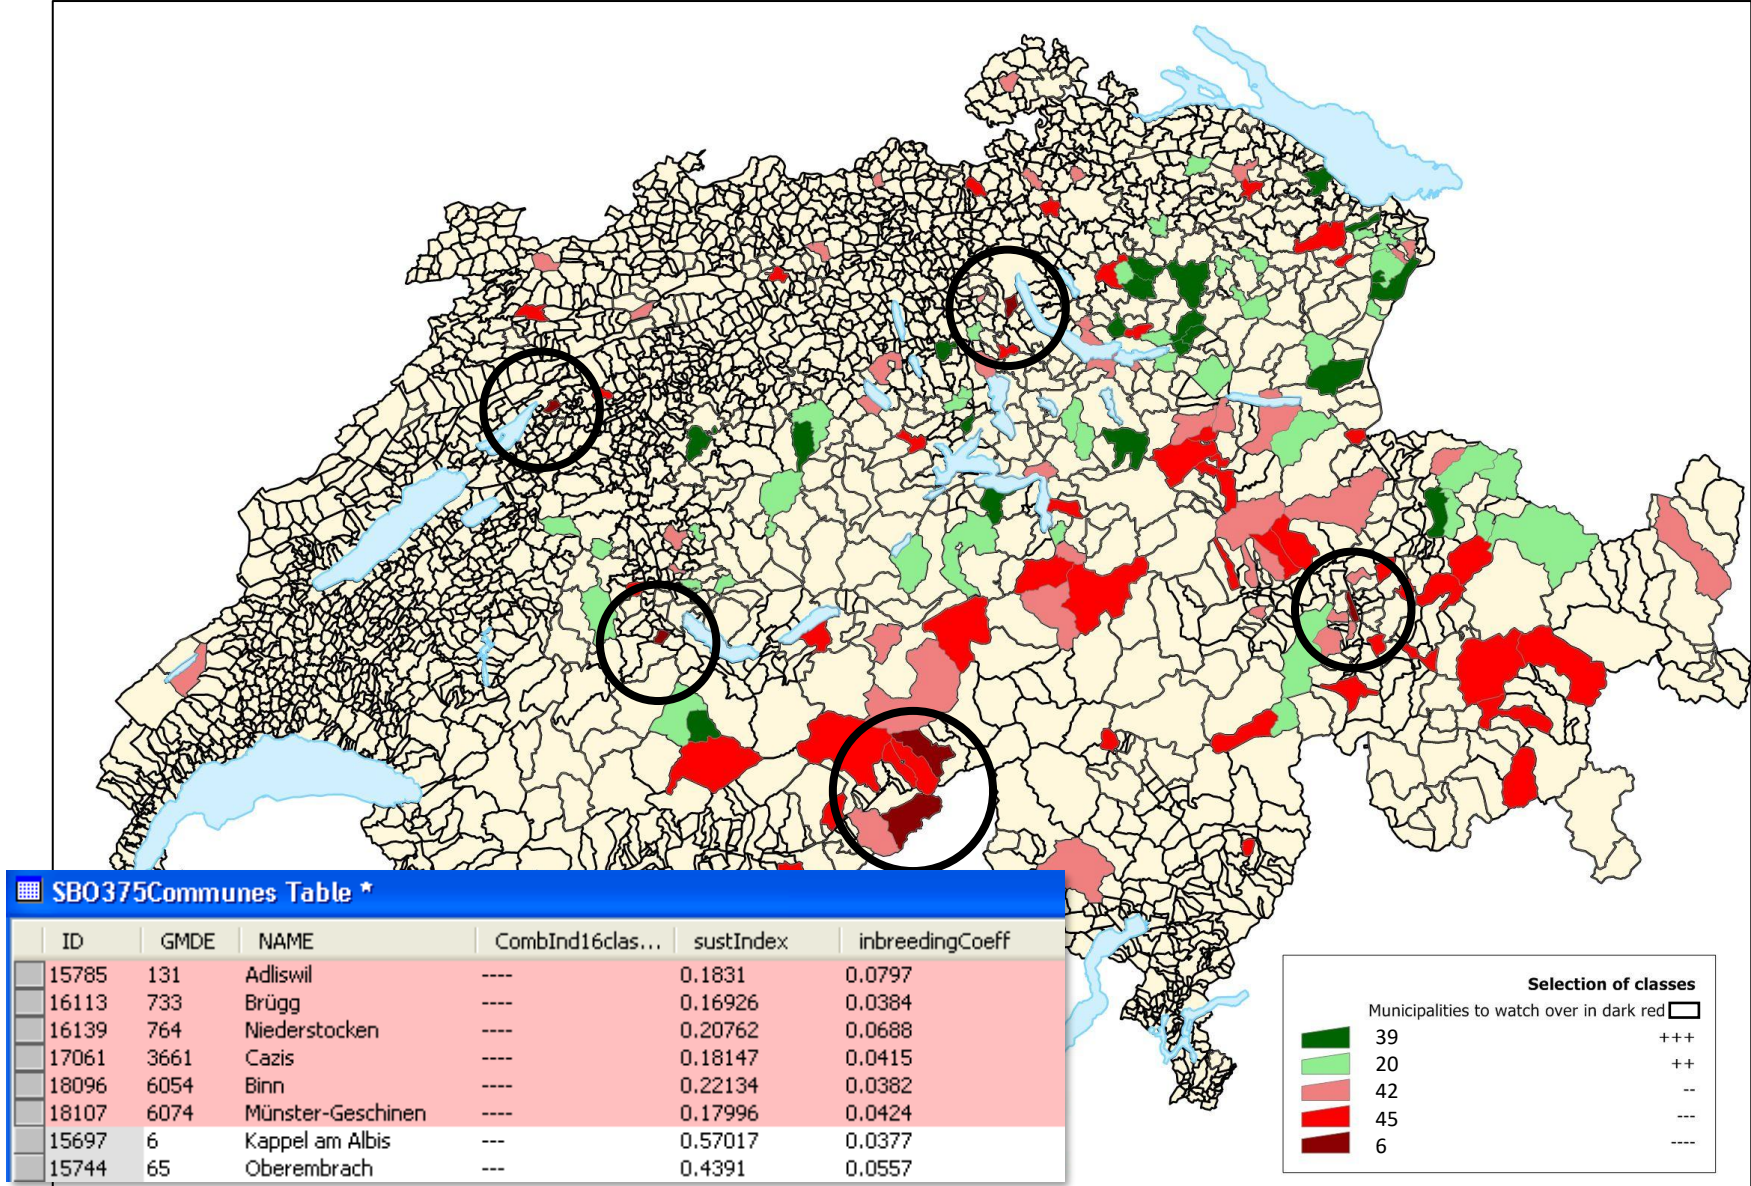 SBO375Communes Table *
ID GMDE NAME CombInd16clas... sustIndex inbreedingCoeff
15785 131 Adliswil ---- 0.1831 0.0797
16113 733 Brügg ---- 0.16926 0.0384
16139 764 Niederstocken ---- 0.20762 0.0688
17061 3661 Cazis ---- 0.18147 0.0415
18096 6054 Binn ---- 0.22134 0.0382
18107 6074 Münster-Geschinen ---- 0.17996 0.0424
15697 6 Kappel am Albis --- 0.57017 0.0377
15744 65 Oberembrach --- 0.4391 0.0557
Selection of classes
Municipalities to watch over in dark red
39 +++
20 ++
42 --
45 ---
6 ----